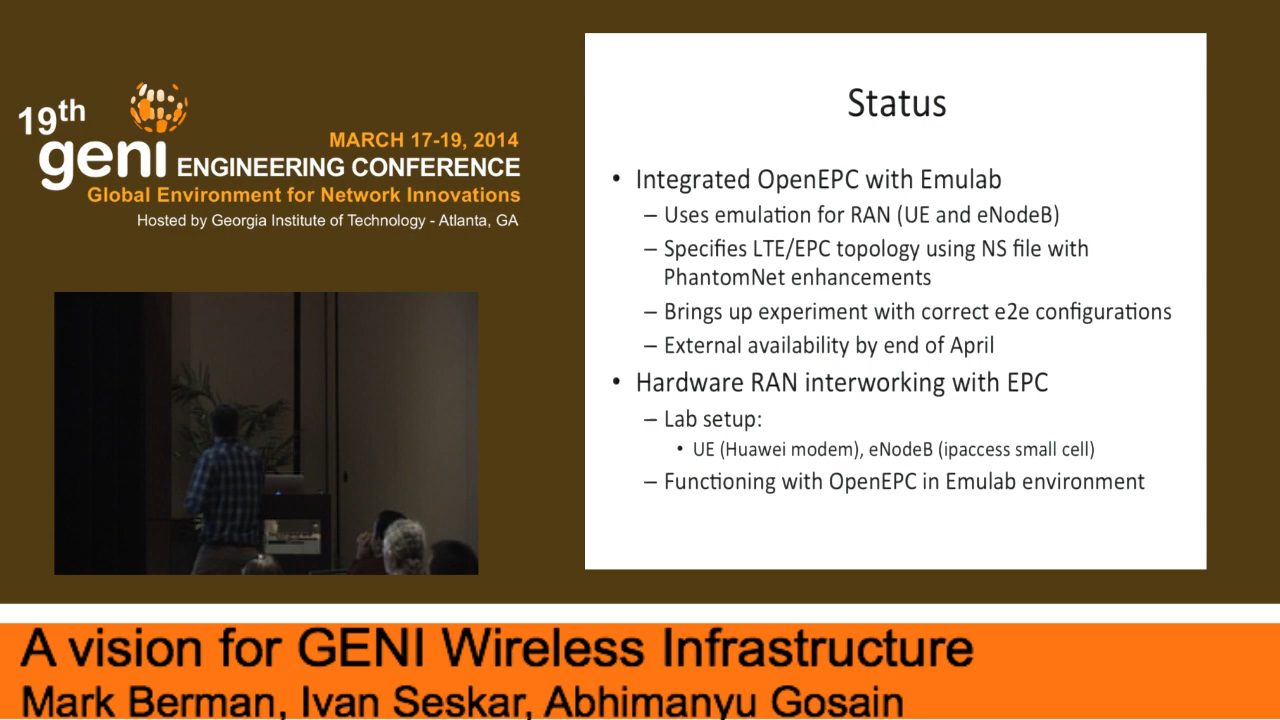 19th
geni ENGINEERING CONFERENCE
MARCH 17-19, 2014
Global Environment for Network Innovations
Hosted by Georgia Institute of Technology - Atlanta, GA
Status
• Integrated OpenEPC with Emulab
– Uses emulation for RAN (UE and eNodeB)
– Specifies LTE/EPC topology using NS file with
PhantomNet enhancements
– Brings up experiment with correct e2e configurations
– External availability by end of April
• Hardware RAN interworking with EPC
– Lab setup:
• UE (Huawei modem), eNodeB (ipaccess small cell)
– Functioning with OpenEPC in Emulab environment
A vision for GENI Wireless Infrastructure
Mark Berman, Ivan Seskar, Abhimanyu Gosain